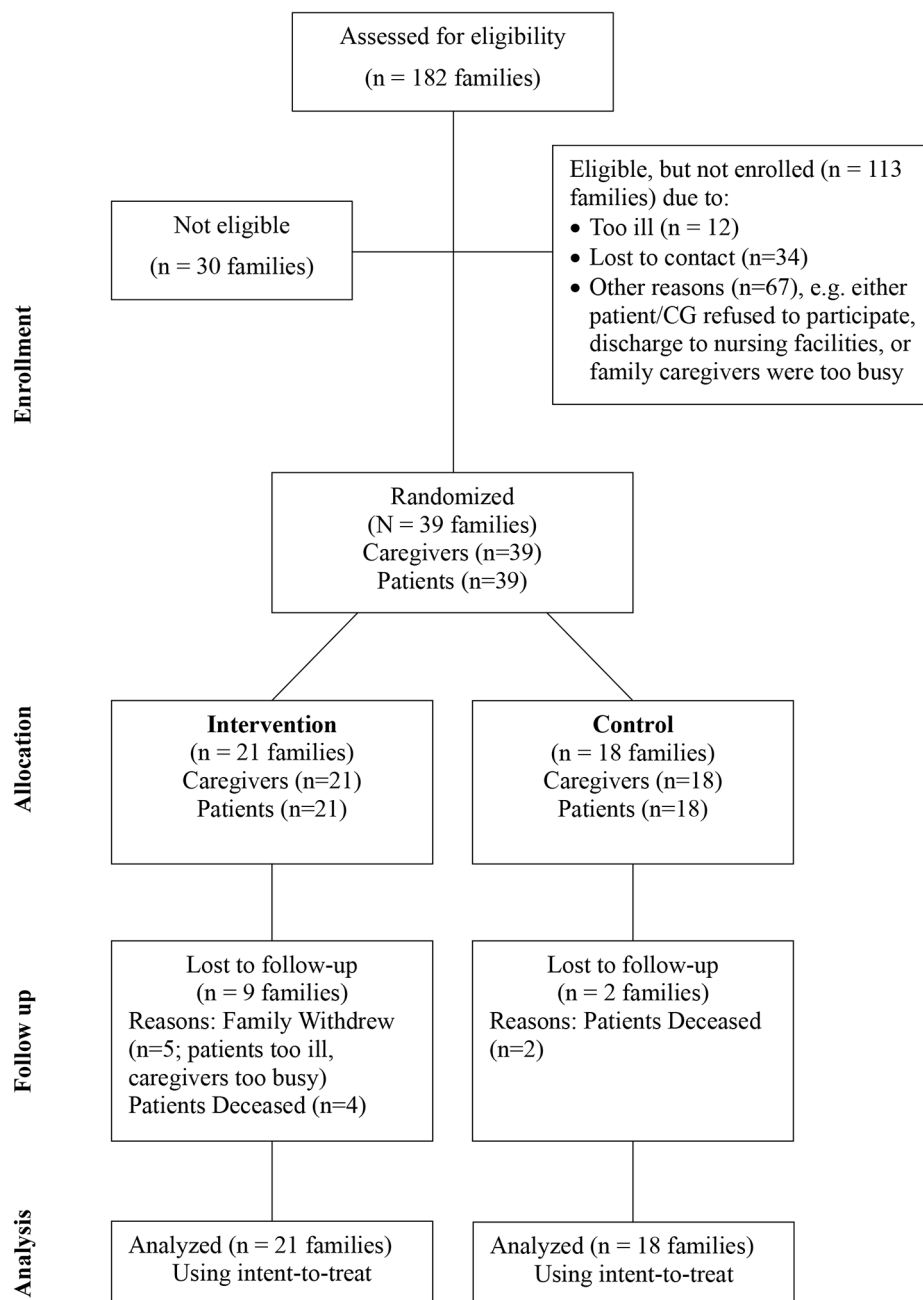 Assessed for eligibility
(n = 182 families)
Not eligible
(n = 30 families)
Eligible, but not enrolled (n = 113
families) due to:
• Too ill (n = 12)
• Lost to contact (n=34)
• Other reasons (n=67), e.g. either
patient/CG refused to participate,
discharge to nursing facilities, or
family caregivers were too busy
Enrollment
Randomized
(N = 39 families)
Caregivers (n=39)
Patients (n=39)
Allocation
Intervention
(n = 21 families)
Caregivers (n=21)
Patients (n=21)
Control
(n = 18 families)
Caregivers (n=18)
Patients (n=18)
Follow up
Lost to follow-up
(n = 9 families)
Reasons: Family Withdrew
(n=5; patients too ill,
caregivers too busy)
Patients Deceased (n=4)
Lost to follow-up
(n = 2 families)
Reasons: Patients Deceased
(n=2)
Analysis
Analyzed (n = 21 families)
Using intent-to-treat
Analyzed (n = 18 families)
Using intent-to-treat